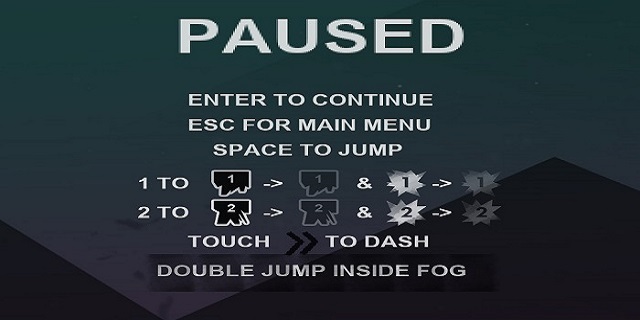 PAUSED
ENTER TO CONTINUE
ESC FOR MAIN MENU
SPACE TO JUMP
1 TO 1 -> 1 & 1 -> 1
2 TO 2 -> 2 & 2 -> 2
TOUCH >> TO DASH
DOUBLE JUMP INSIDE FOG